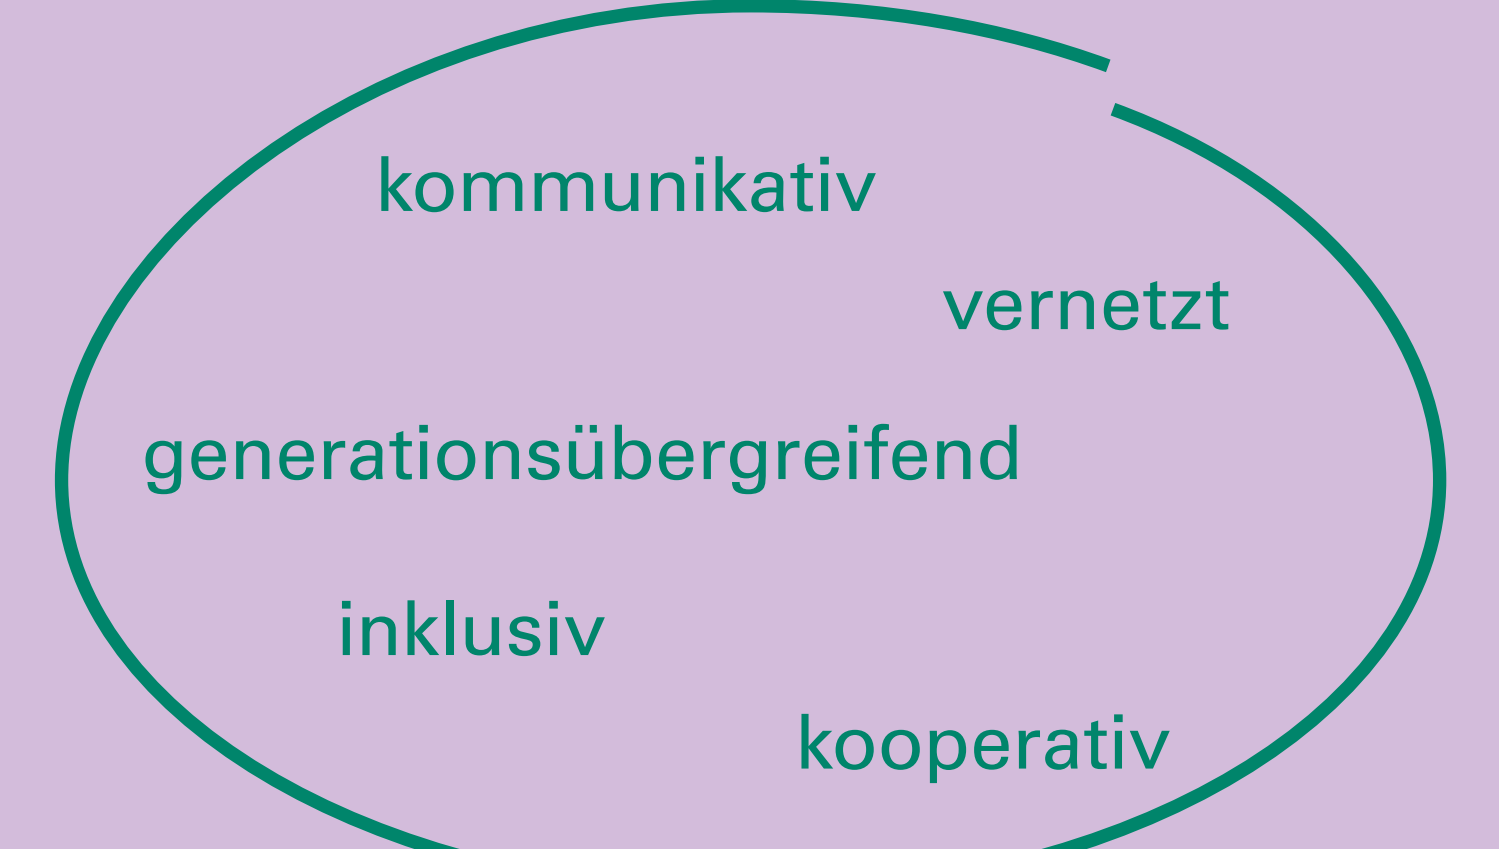 kommunikativ
vernetzt
generationsübergreifend
inklusiv
kooperativ